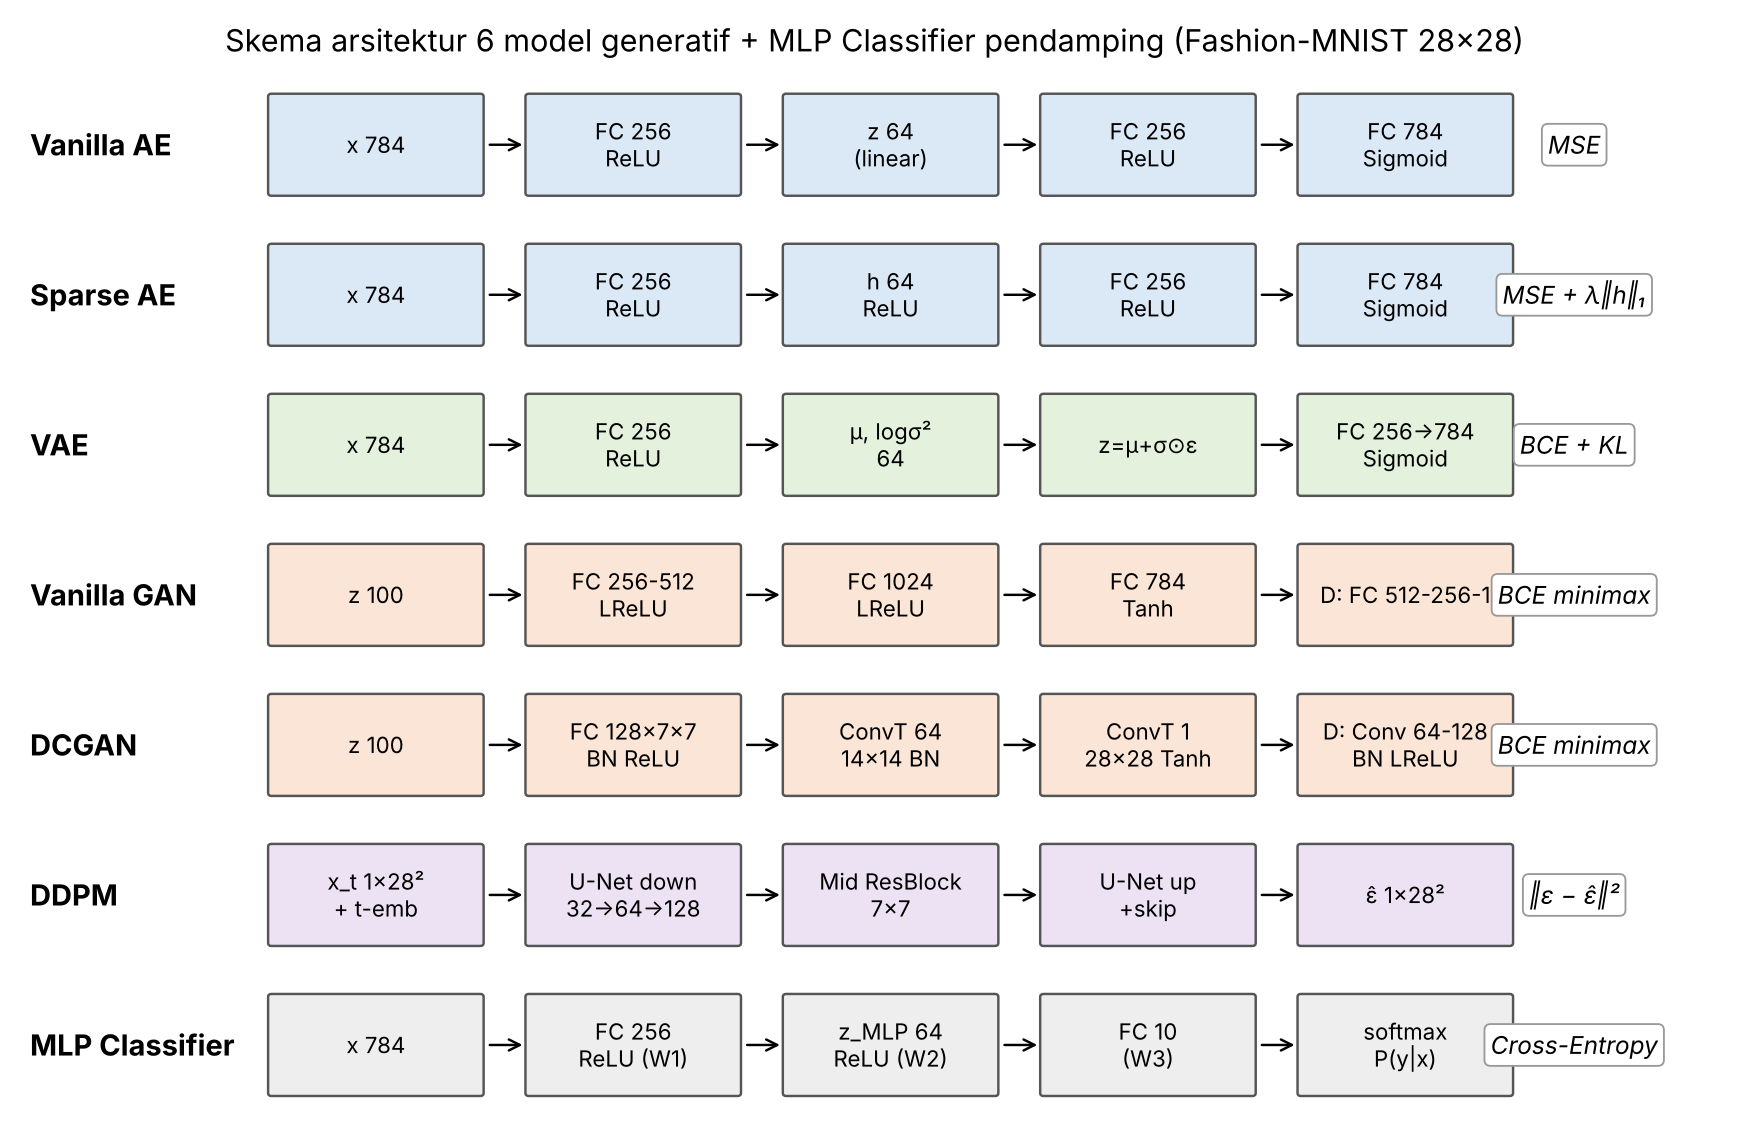 Skema arsitektur 6 model generatif + MLP Classifier pendamping (Fashion-MNIST 28×28)
Vanilla AE
x 784
FC 256
ReLU
z 64
(linear)
FC 256
ReLU
FC 784
Sigmoid
MSE
Sparse AE
x 784
FC 256
ReLU
h 64
ReLU
FC 256
ReLU
FC 784
Sigmoid
MSE + λ‖h‖₁
VAE
x 784
FC 256
ReLU
μ, logσ²
64
z=μ+σ⊙ε
FC 256→784
Sigmoid
BCE + KL
Vanilla GAN
z 100
FC 256-512
LReLU
FC 1024
LReLU
FC 784
Tanh
D: FC 512-256-1
BCE minimax
DCGAN
z 100
FC 128×7×7
BN ReLU
ConvT 64
14×14 BN
ConvT 1
28×28 Tanh
D: Conv 64-128
BN LReLU
BCE minimax
DDPM
x_t 1×28²
+ t-emb
U-Net down
32→64→128
Mid ResBlock
7×7
U-Net up
+skip
ε̂ 1×28²
‖ε − ε̂‖²
MLP Classifier
x 784
FC 256
ReLU (W1)
z_MLP 64
ReLU (W2)
FC 10
(W3)
softmax
P(y|x)
Cross-Entropy